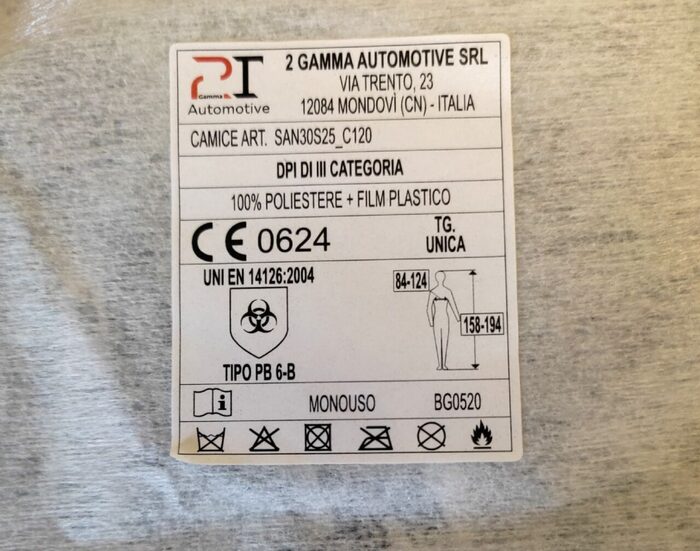 2 GAMMA AUTOMOTIVE SRL
VIA TRENTO, 23
12084 MONDOVÌ (CN) - ITALIA
Gamma
Automotive
CAMICE ART. SAN30S25_C120
DPI DI III CATEGORIA
100% POLIESTERE + FILM PLASTICO
CE 0624
TG.
UNICA
UNI EN 14126:2004
TIPO PB 6-B
84-124
158-194
i
MONOUSO BG0520